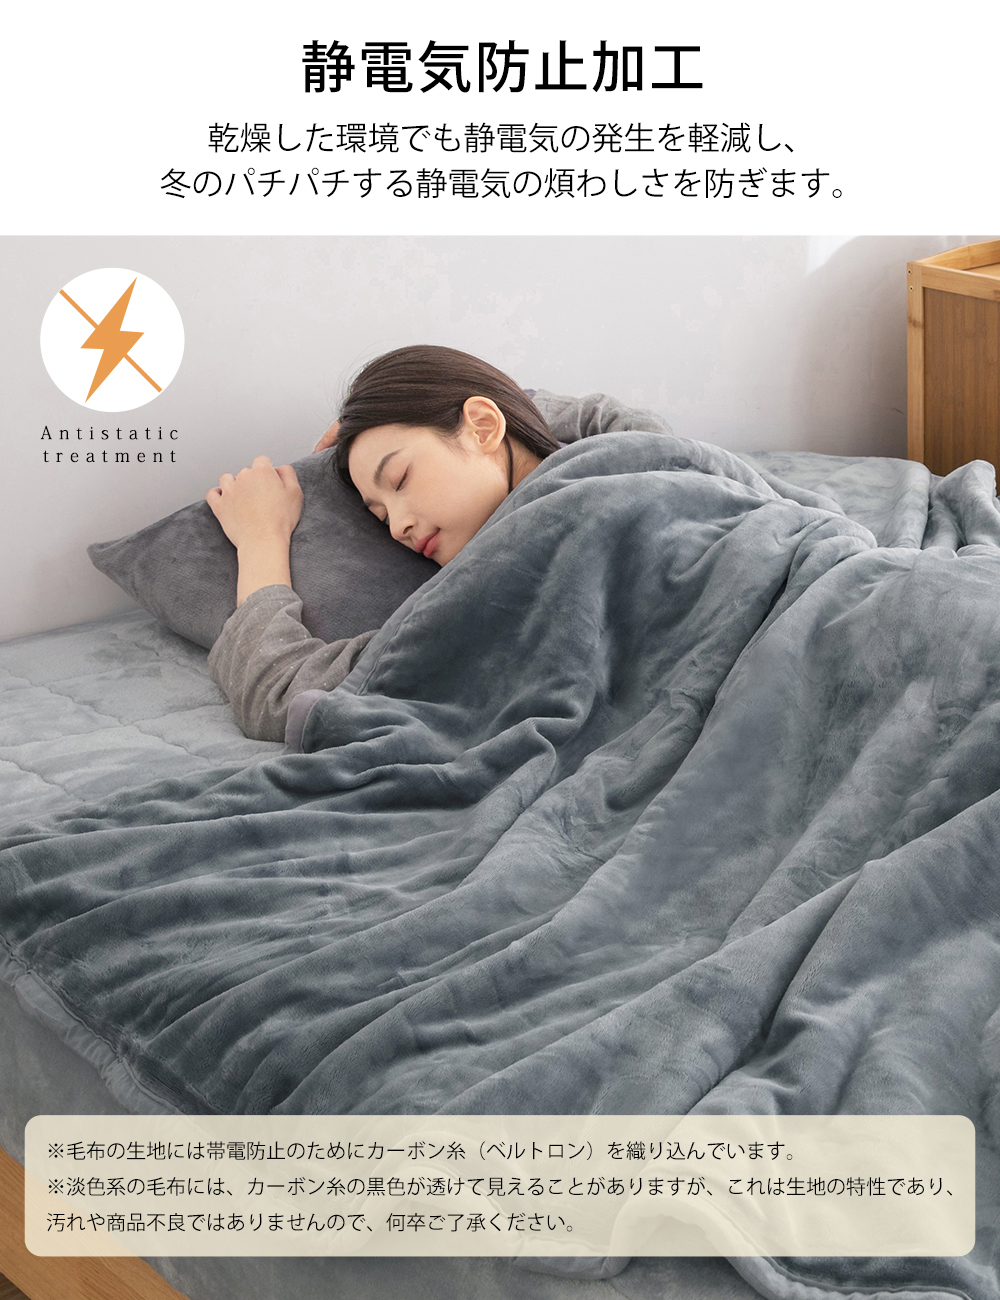 静電気防止加工
乾燥した環境でも静電気の発生を軽減し、
冬のパチパチする静電気の煩わしさを防ぎます。
Antistatic
treatment
※毛布の生地には帯電防止のためにカーボン糸（ベルトロン）を織り込んでいます。
※淡色系の毛布には、カーボン糸の黒色が透けて見えることがありますが、これは生地の特性であり、
汚れや商品不良ではありませんので、何卒ご了承ください。